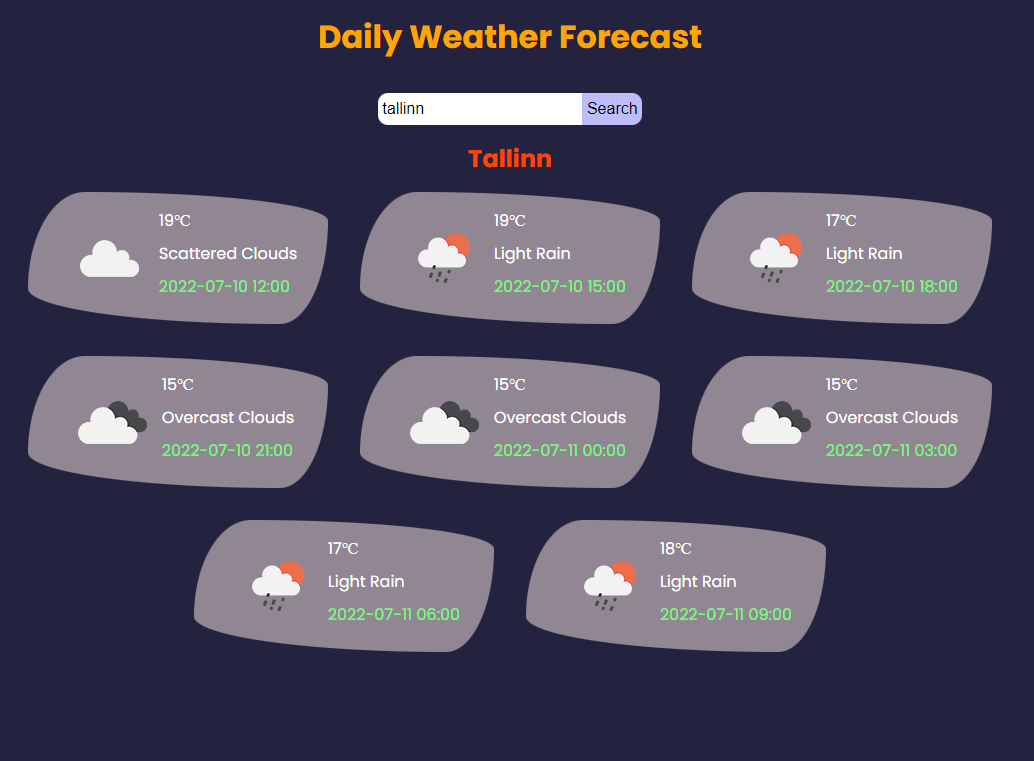 Daily Weather Forecast
tallinn Search
Tallinn
19℃
Scattered Clouds
2022-07-10 12:00
19℃
Light Rain
2022-07-10 15:00
17℃
Light Rain
2022-07-10 18:00
15℃
Overcast Clouds
2022-07-10 21:00
15℃
Overcast Clouds
2022-07-11 00:00
15℃
Overcast Clouds
2022-07-11 03:00
17℃
Light Rain
2022-07-11 06:00
18℃
Light Rain
2022-07-11 09:00